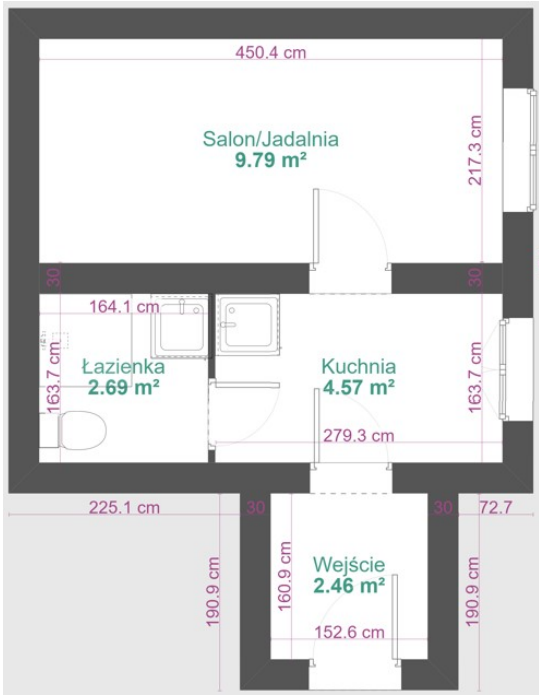 450.4 cm
Salon/Jadalnia
9.79 m²
217.3 cm
30
30
164.1 cm
163.7 cm
Łazienka
2.69 m²
Kuchnia
4.57 m²
163.7 cm
279.3 cm
225.1 cm
30
30
72.7
190.9 cm
160.9 cm
Wejście
2.46 m²
190.9 cm
152.6 cm